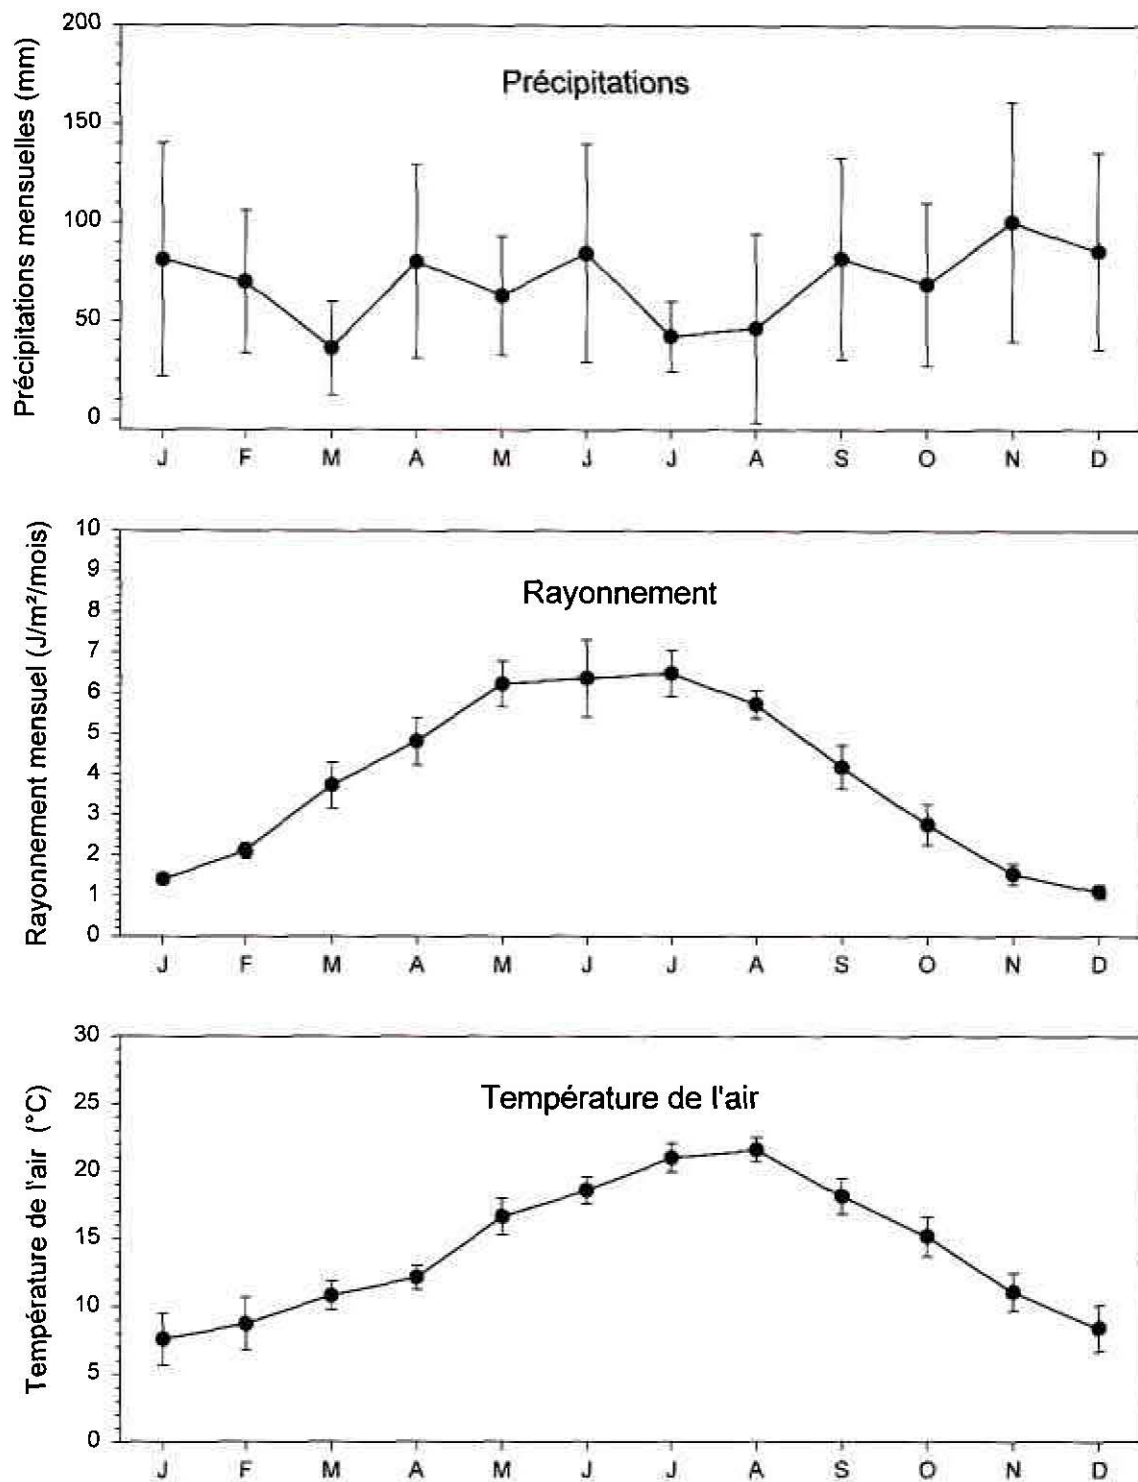 Précipitations
Précipitations mensuelles (mm)
200
150
100
50
0
J F M A M J J A S O N D
Rayonnement
Rayonnement mensuel (J/m²/mois)
10
9
8
7
6
5
4
3
2
1
0
J F M A M J J A S O N D
Température de l'air
Température de l'air (°C)
30
25
20
15
10
5
0
J F M A M J J A S O N D